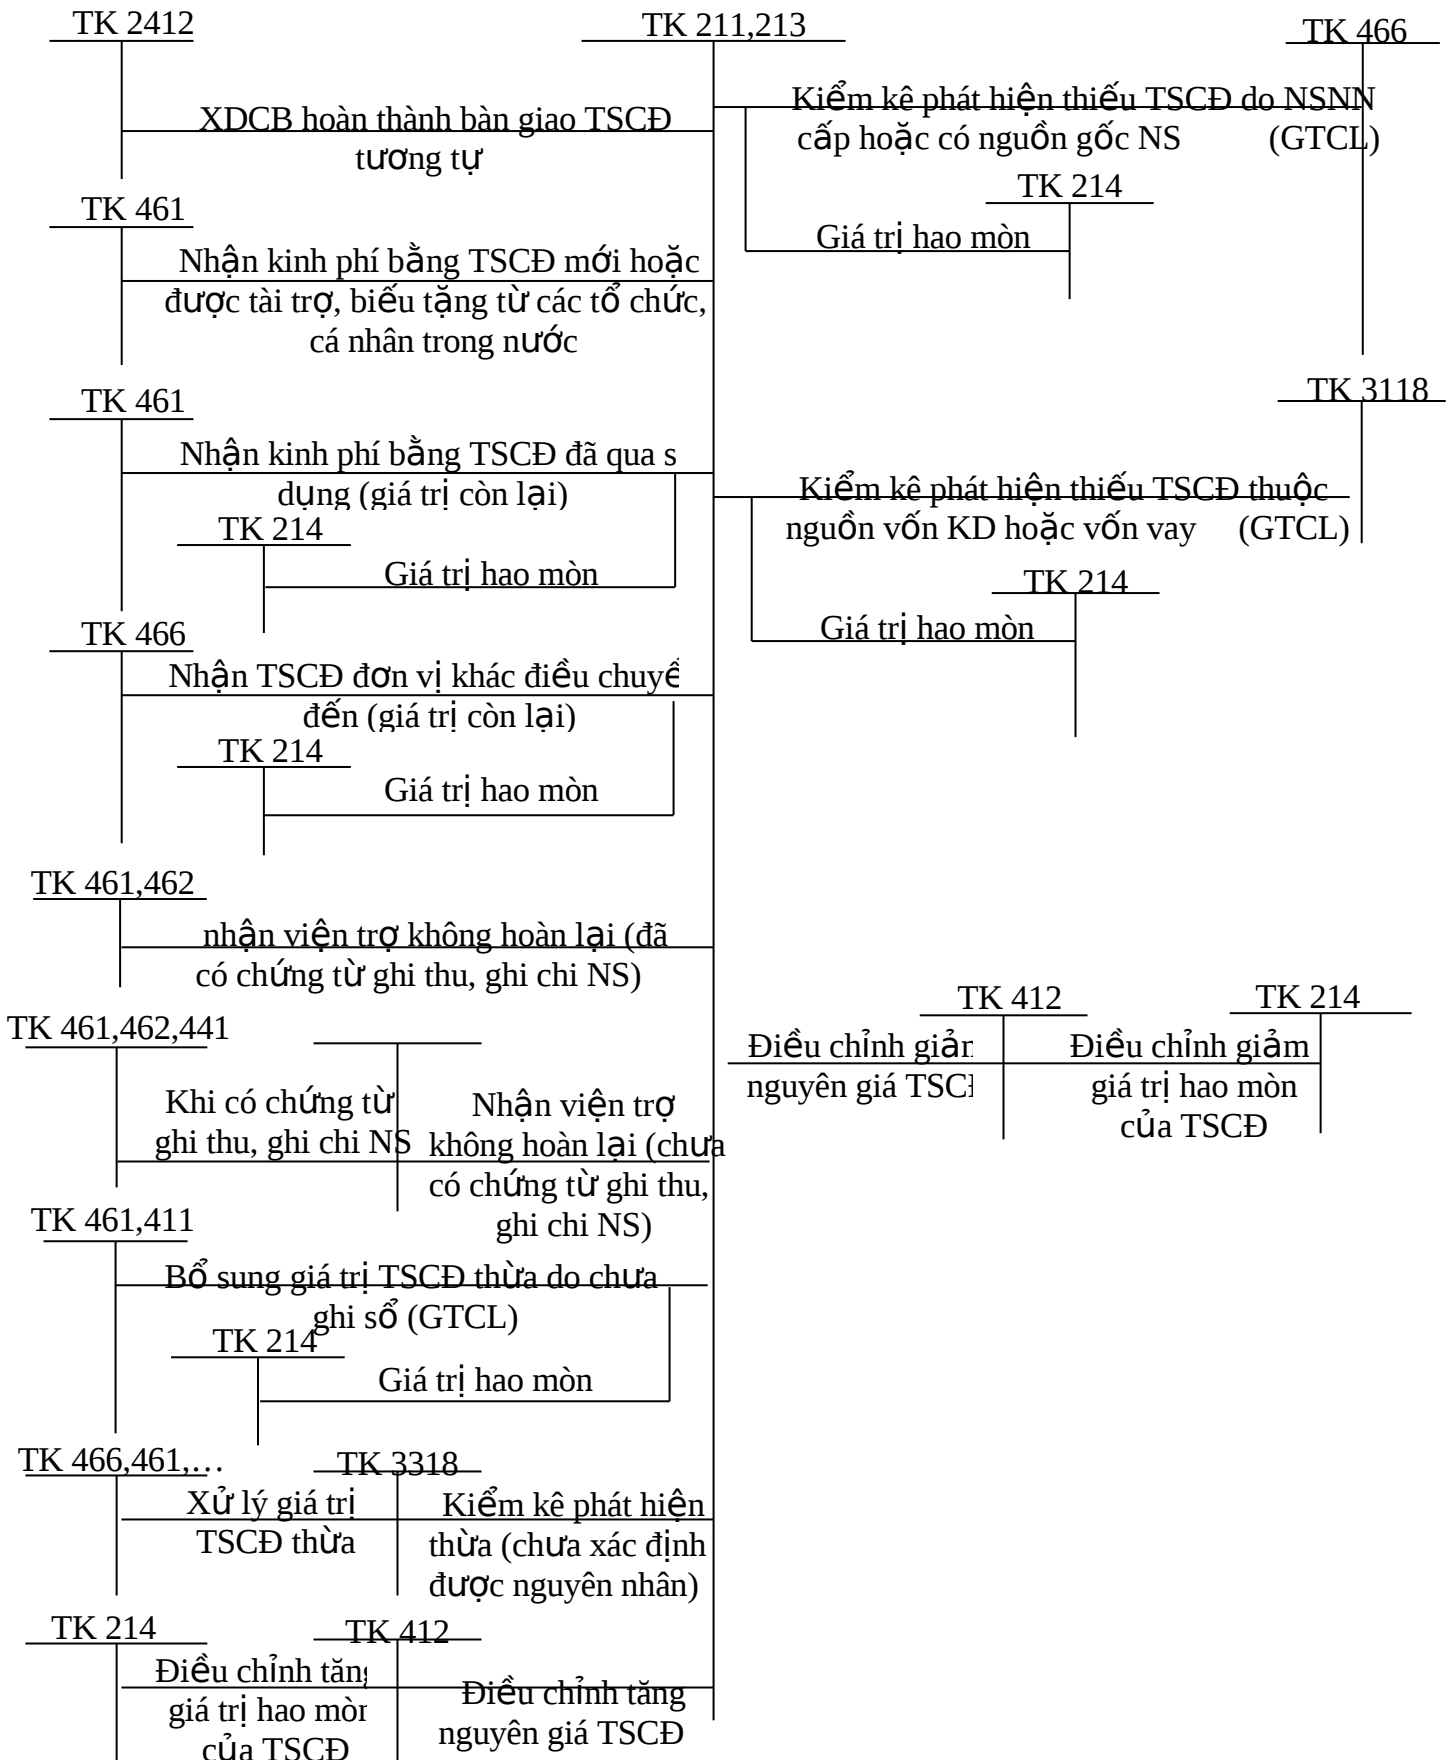 TK 2412
TK 211,213
TK 466
XDCB hoàn thành bàn giao TSCĐ
tương tự
Kiểm kê phát hiện thiếu TSCĐ do NSNN
cấp hoặc có nguồn gốc NS (GTCL)
TK 214
Giá trị hao mòn
TK 461
Nhận kinh phí bằng TSCĐ mới hoặc
được tài trợ, biếu tặng từ các tổ chức,
cá nhân trong nước
TK 3118
TK 461
Nhận kinh phí bằng TSCĐ đã qua s
dụng (giá trị còn lại)
TK 214
Giá trị hao mòn
Kiểm kê phát hiện thiếu TSCĐ thuộc
nguồn vốn KD hoặc vốn vay (GTCL)
TK 214
Giá trị hao mòn
TK 466
Nhận TSCĐ đơn vị khác điều chuyể
đến (giá trị còn lại)
TK 214
Giá trị hao mòn
TK 461,462
nhận viện trợ không hoàn lại (đã
có chứng từ ghi thu, ghi chi NS)
TK 412
TK 214
Điều chỉnh giảm
nguyên giá TSCĐ
Điều chỉnh giảm
giá trị hao mòn
của TSCĐ
TK 461,462,441
Khi có chứng từ
ghi thu, ghi chi NS
Nhận viện trợ
không hoàn lại (chưa
có chứng từ ghi thu,
ghi chi NS)
TK 461,411
Bổ sung giá trị TSCĐ thừa do chưa
ghi sổ (GTCL)
TK 214
Giá trị hao mòn
TK 466,461,…
TK 3318
Xử lý giá trị
TSCĐ thừa
Kiểm kê phát hiện
thừa (chưa xác định
được nguyên nhân)
TK 214
TK 412
Điều chỉnh tăng
giá trị hao mòn
của TSCĐ
Điều chỉnh tăng
nguyên giá TSCĐ